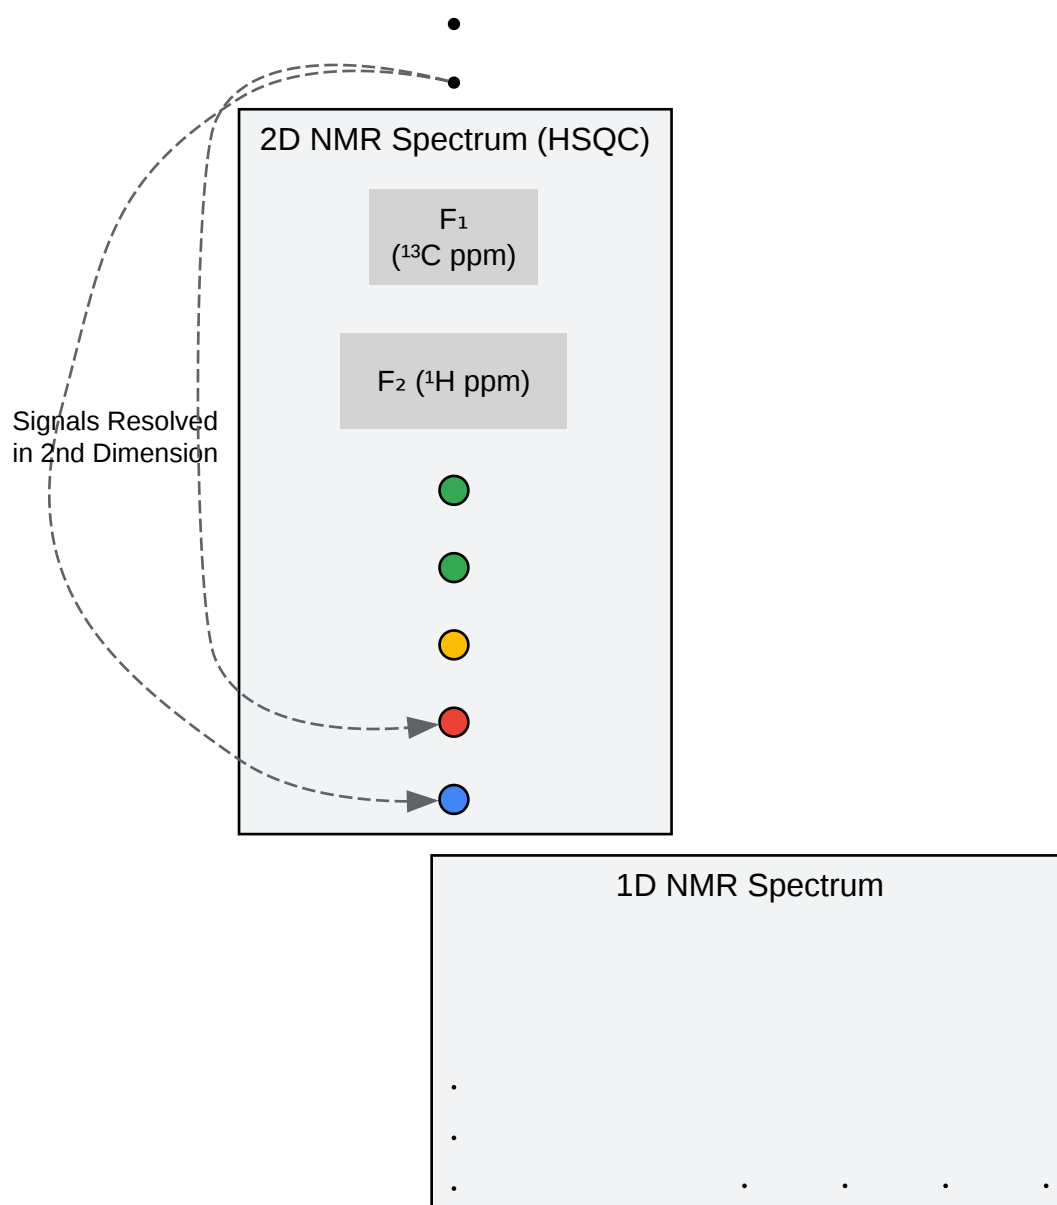 2D NMR Spectrum (HSQC)
F₁
(¹³C ppm)
F₂ (¹H ppm)
Signals Resolved
in 2nd Dimension
1D NMR Spectrum